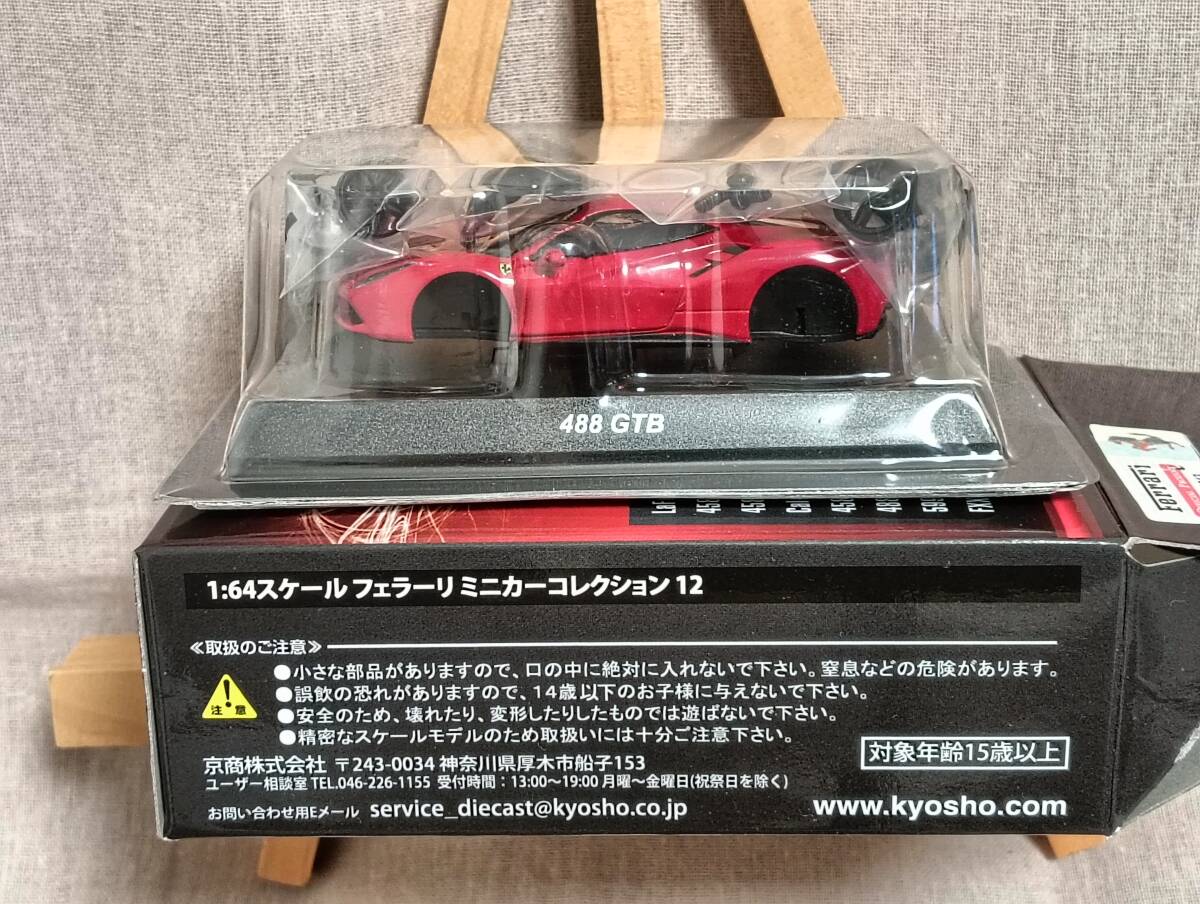 488 GTB
Ferrari
1:64スケール フェラーリ ミニカーコレクション 12
≪取扱のご注意≫
注意
●小さな部品がありますので、口の中に絶対に入れないで下さい。窒息などの危険があります。
●誤飲の恐れがありますので、14歳以下のお子様に与えないで下さい。
●安全のため、壊れたり、変形したりしたものでは遊ばないで下さい。
●精密なスケールモデルのため取扱いには十分ご注意下さい。
対象年齢15歳以上
京商株式会社 〒243-0034 神奈川県厚木市船子153
ユーザー相談室 TEL.046-226-1155 受付時間：13:00～19:00 月曜～金曜日(祝祭日を除く)
お問い合わせ用Eメール service_diecast@kyosho.co.jp
www.kyosho.com